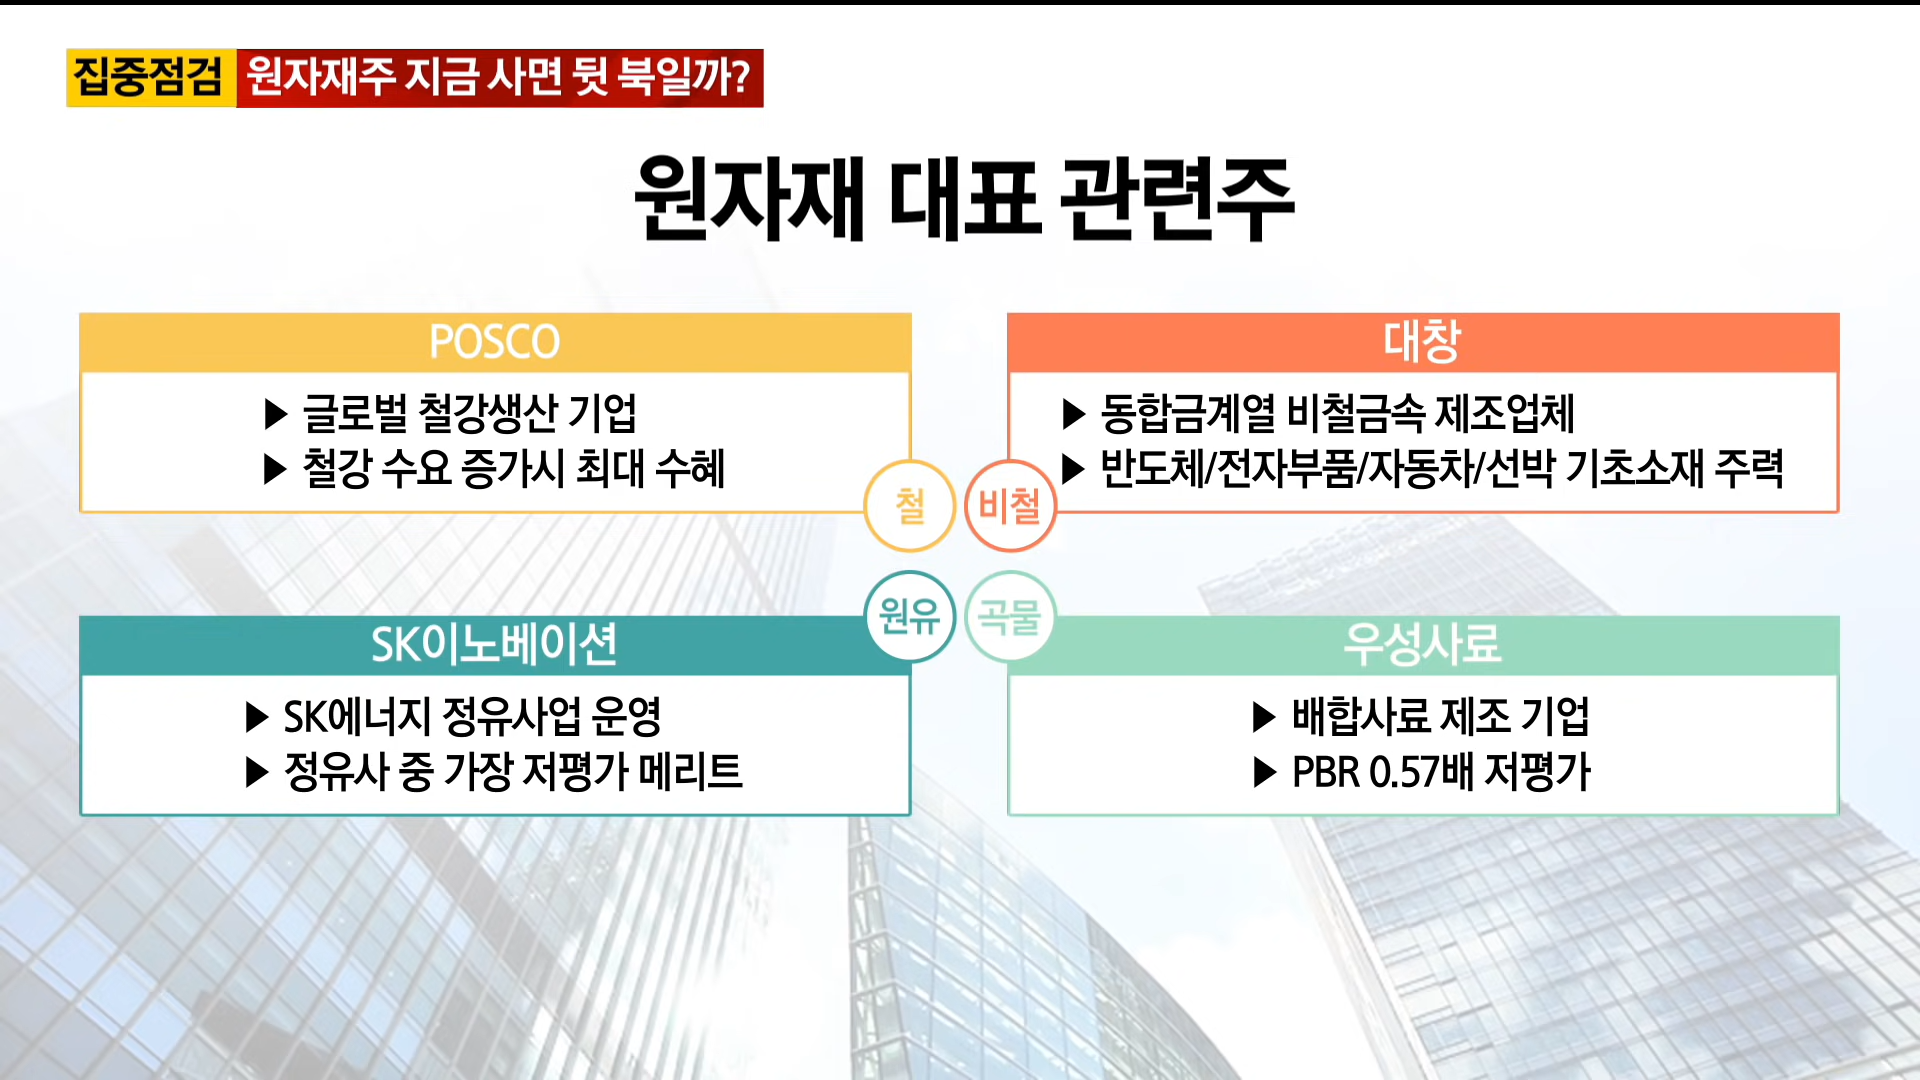 집중점검 원자재주 지금 사면 뒷 북일까?
원자재 대표 관련주
POSCO
▶ 글로벌 철강생산 기업
▶ 철강 수요 증가시 최대 수혜
철
대창
▶ 동합금계열 비철금속 제조업체
▶ 반도체/전자부품/자동차/선박 기초소재 주력
비철
SK이노베이션
▶ SK에너지 정유사업 운영
▶ 정유사 중 가장 저평가 메리트
원유
우성사료
▶ 배합사료 제조 기업
▶ PBR 0.57배 저평가
곡물